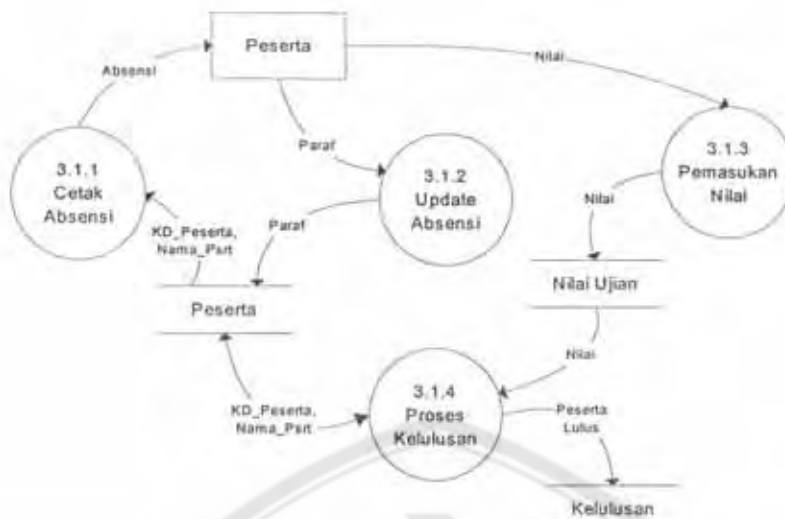 Peserta
Absensi
Nilai
Paraf
3.1.1
Cetak
Absensi
3.1.2
Update
Absensi
3.1.3
Pemasukan
Nilai
KD_Peserta,
Nama_Psrt
Paraf
Nilai
Peserta
Nilai Ujian
Nilai
KD_Peserta,
Nama_Psrt
3.1.4
Proses
Kelulusan
Peserta
Lulus
Kelulusan